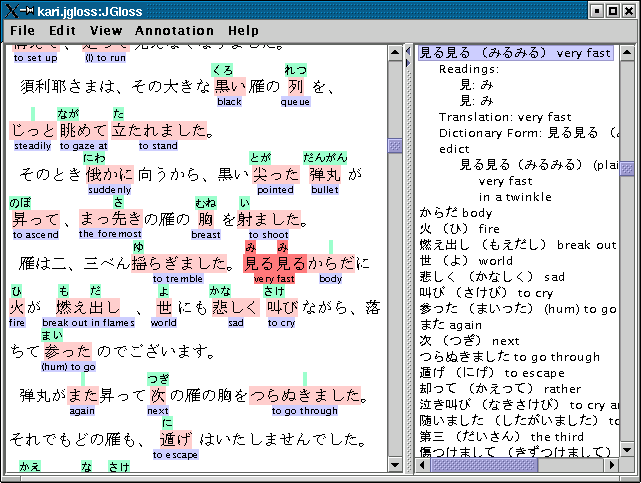 kari.jgloss:JGloss
File Edit View Annotation Help
to set up (I) to run
くろ れつ
須利耶さまは、その大きな 黒い 雁の 列 を、
black queue
なが た
じっと 眺めて 立たれました。
steadily to gaze at to stand
にわ とが だんがん
そのとき 俄かに 向うから、黒い 尖った 弾丸 が
suddenly pointed bullet
のぼ さ むね い
昇って 、まっ先き の雁の 胸 を 射ました。
to ascend the foremost breast to shoot
ゆ み み
雁は二、三べん 揺らぎました。 見る 見る からだ に
to tremble very fast body
ひ も だ よ かな さけ
火 が 燃え出し 、 世 にも 悲しく 叫び ながら、落
fire break out in flames world sad to cry
まい
ちて 参った のでございます。
(hum) to go
つぎ
弾丸が また 昇って 次 の雁の胸を つらぬきました。
again next to go through
に
それでもどの雁も、 遁げ はいたしませんでした。
to escape
かえ な さけ
見る見る (みるみる) very fast
Readings:
見: み
見: み
Translation: very fast
Dictionary Form: 見る見る
edict
見る見る(みるみる) (plai
very fast
in a twinkle
からだ body
火 (ひ) fire
燃え出し (もえだし) break out
世 (よ) world
悲しく (かなしく) sad
叫び (さけび) to cry
参った (まいった) (hum) to go
また again
次 (つぎ) next
つらぬきました to go through
遁げ (にげ) to escape
却って (かえって) rather
泣き叫び (なきさけび) to cry a
随いました (したがいました) to
第三 (だいさん) the third
傷つけまして (きずつけまして)